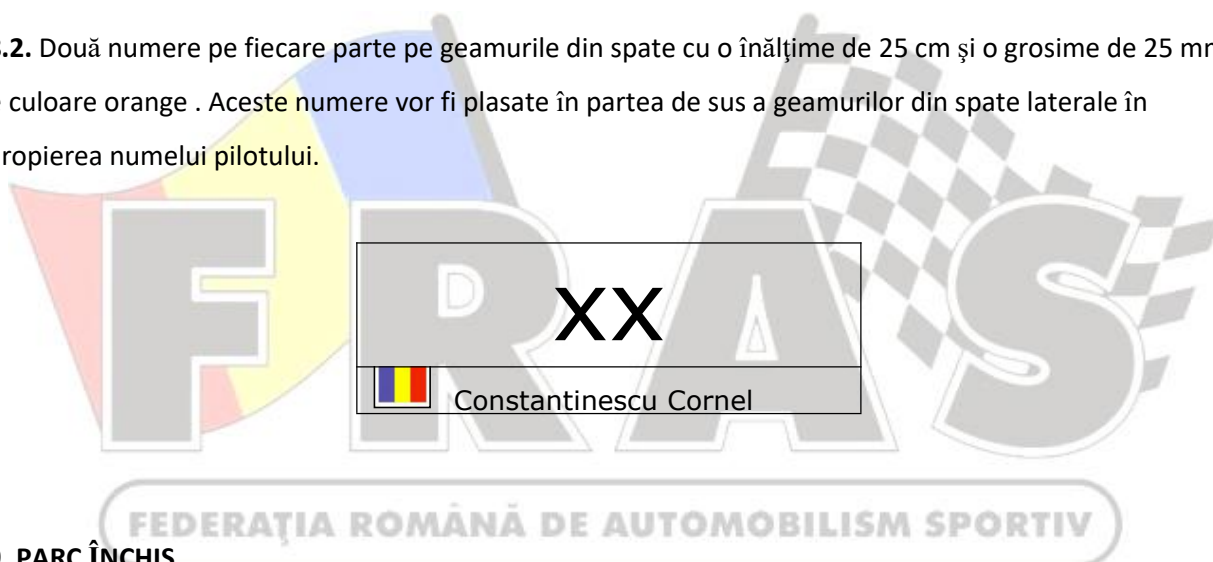 .2. Două numere pe fiecare parte pe geamurile din spate cu o înălţime de 25 cm şi o grosime de 25
culoare orange . Aceste numere vor fi plasate în partea de sus a geamurilor din spate laterale în
ropierea numelui pilotului.
FRAS
xx
Constantinescu Cornel
FEDERAŢIA ROMÂNĂ DE AUTOMOBILISM SPORTIV
PARC ÎNCHIS